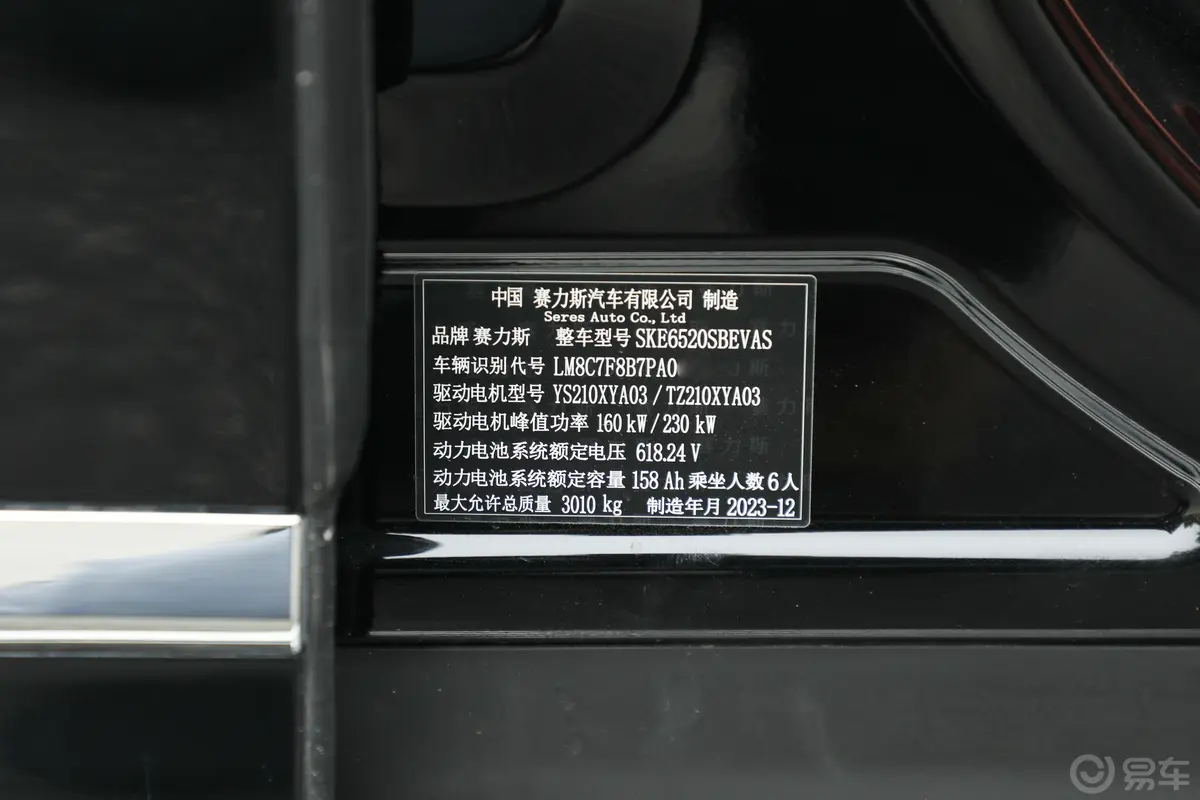 中国 赛力斯汽车有限公司 制造
Seres Auto Co., Ltd
品牌 赛力斯 整车型号 SKE6520SBEVAS
车辆识别代号 LM8C7F8B7PA0
驱动电机型号 YS210XYA03 / TZ210XYA03
驱动电机峰值功率 160 kW / 230 kW
动力电池系统额定电压 618.24 V
动力电池系统额定容量 158 Ah 乘坐人数 6 人
最大允许总质量 3010 kg 制造年月 2023-12
易车